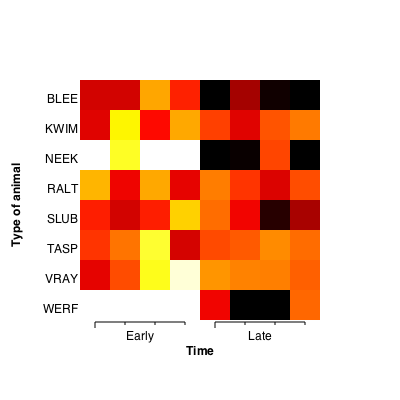 BLEE
KWIM
NEEK
RALT
SLUB
TASP
VRAY
WERF
Type of animal
Early Late
Time